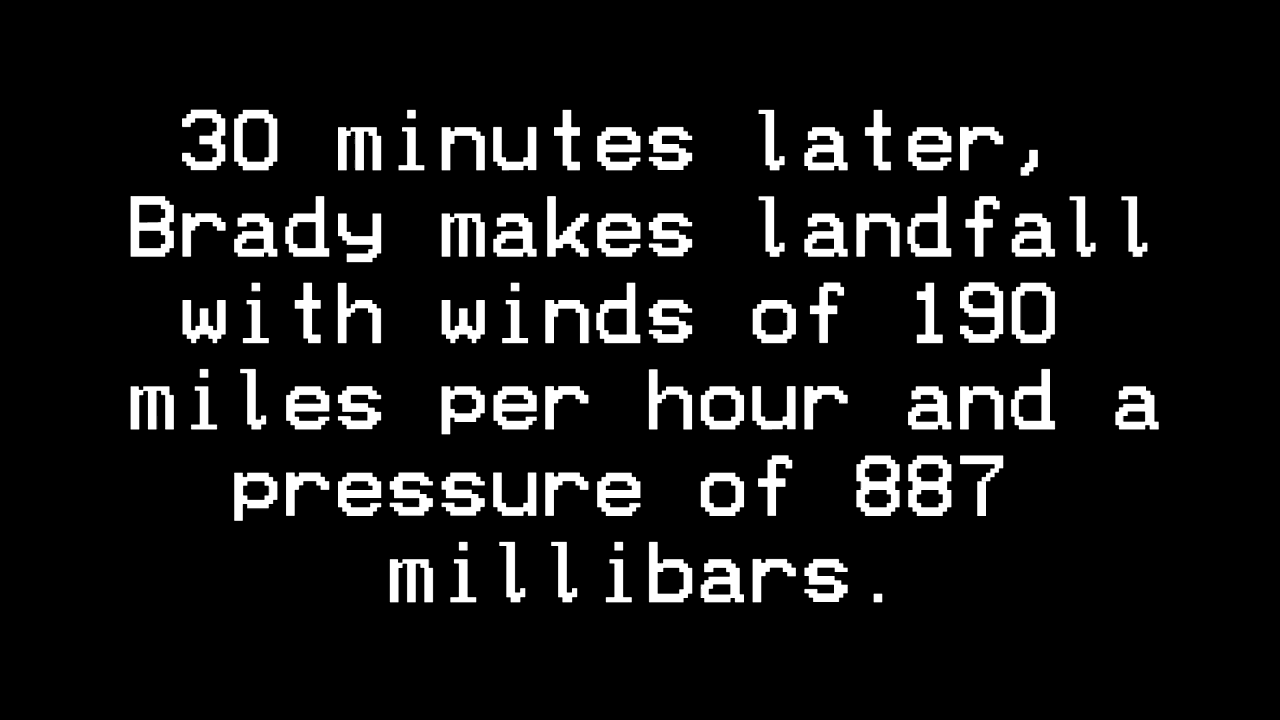 30 minutes later,
Brady makes landfall
with winds of 190
miles per hour and a
pressure of 887
millibars.